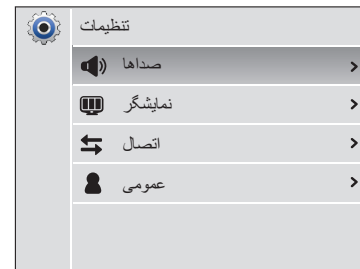 تنظیمات
صداها
نمایشگر
اتصال
عمومی